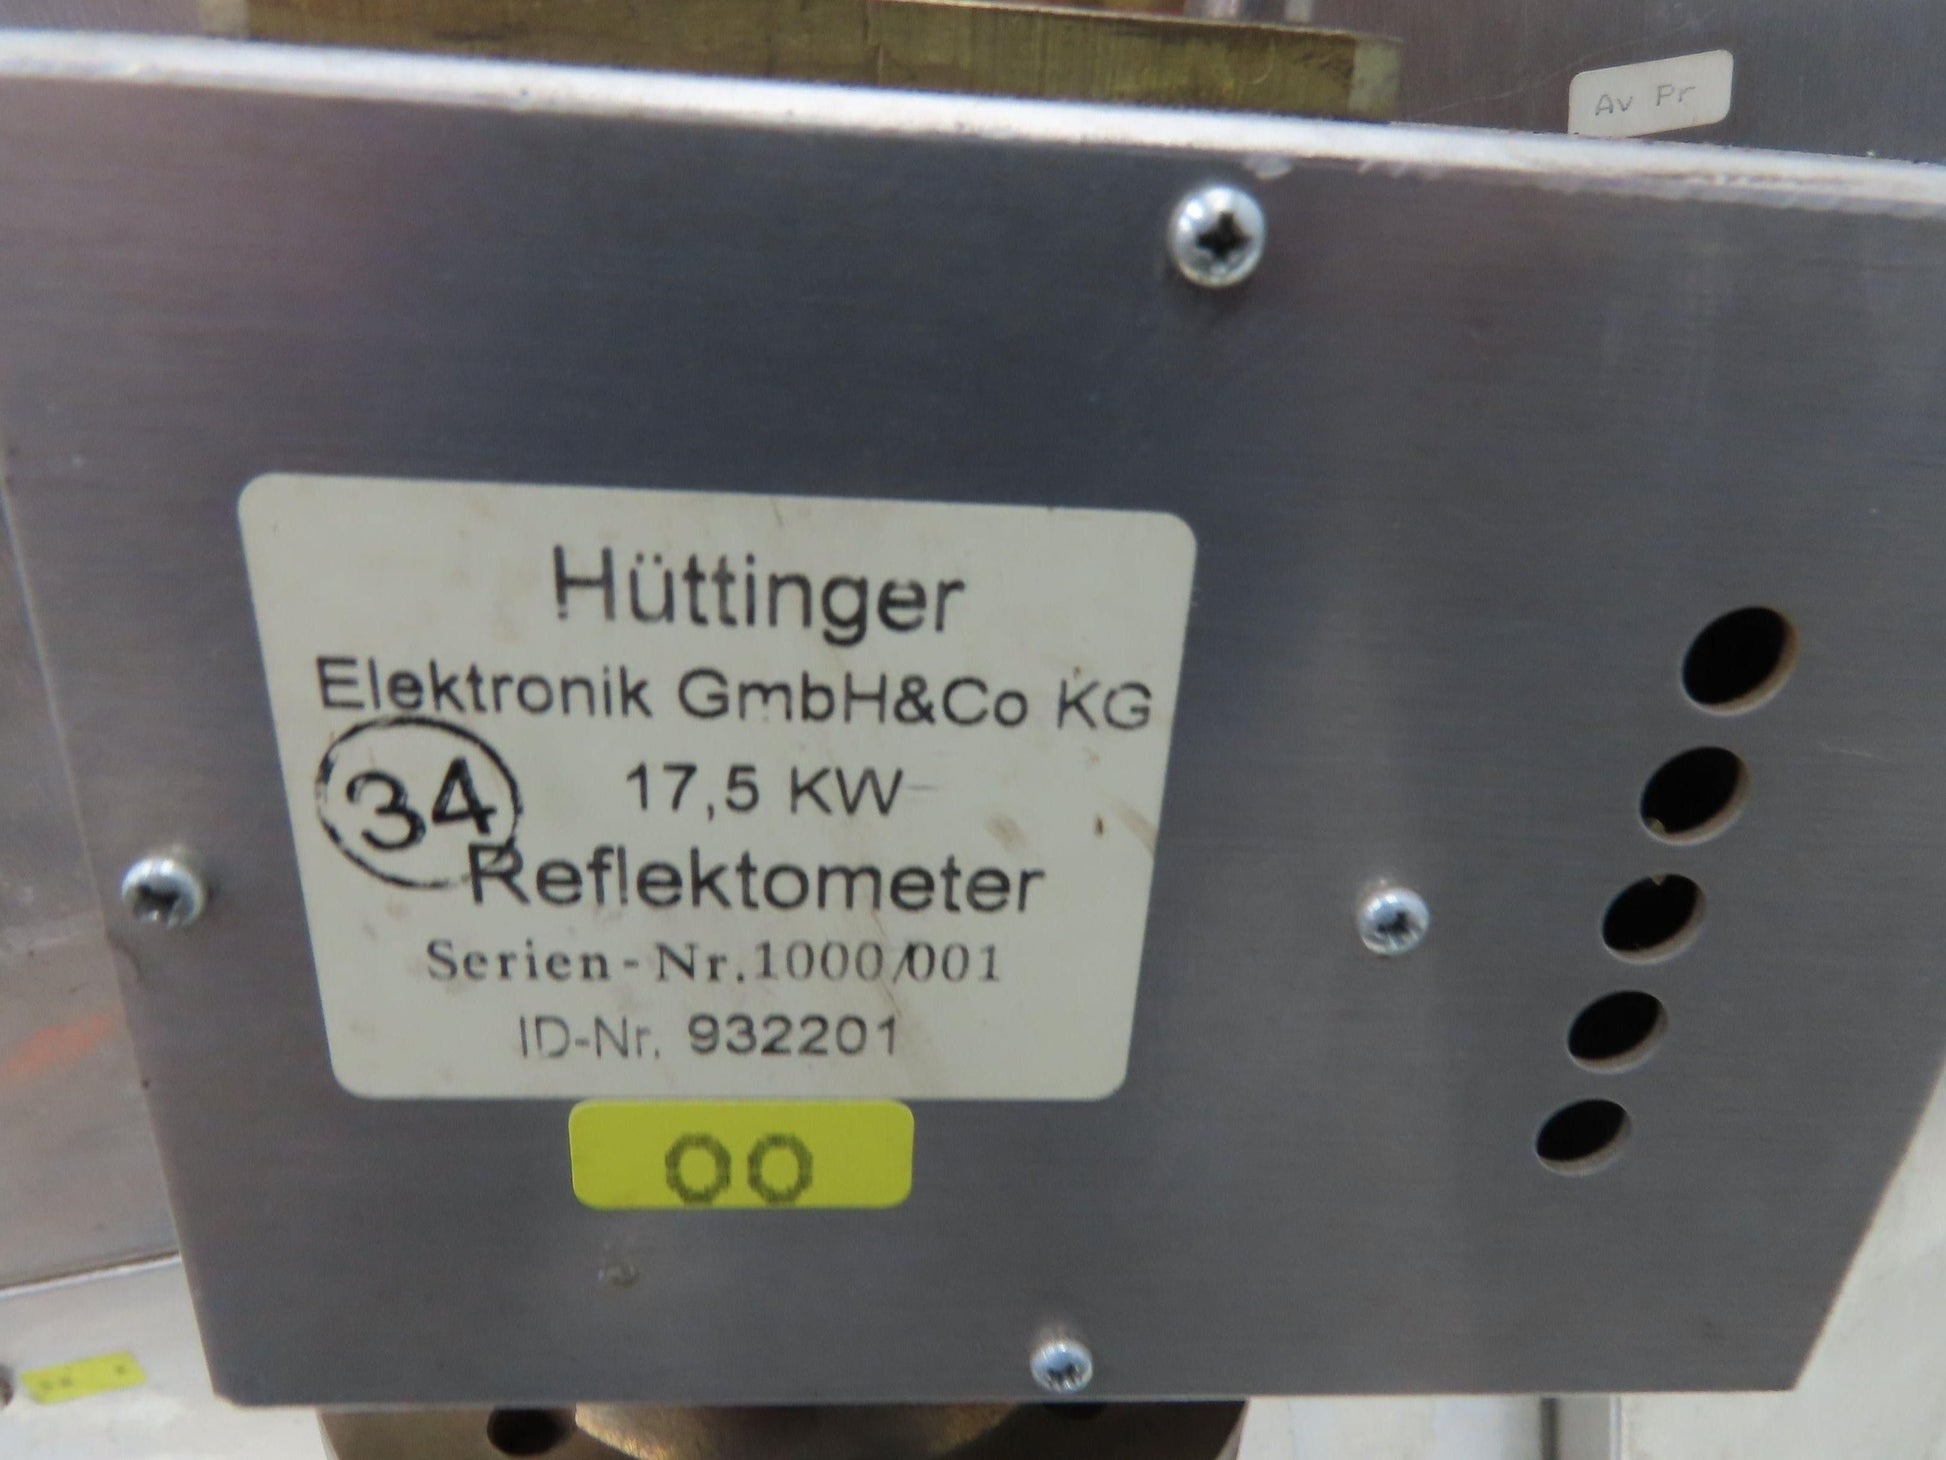 Av Pr
Hüttinger
Elektronik GmbH&Co KG
34
17,5 KW
Reflektometer
Serien-Nr.1000/001
ID-Nr. 932201
00